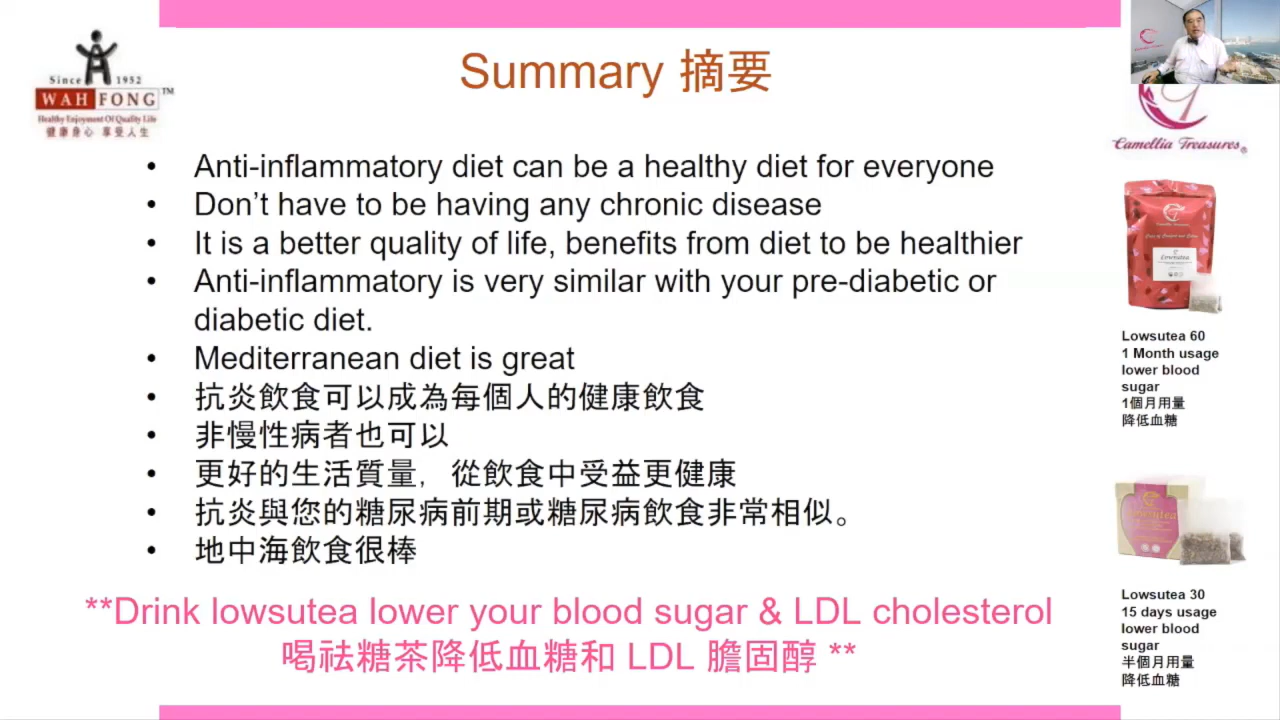 Summary 摘要
Since 1952
WAH FONG TM
Healthy Enjoyment Of Quality Life
健康身心 享受人生
• Anti-inflammatory diet can be a healthy diet for everyone
• Don’t have to be having any chronic disease
• It is a better quality of life, benefits from diet to be healthier
• Anti-inflammatory is very similar with your pre-diabetic or
diabetic diet.
• Mediterranean diet is great
• 抗炎飲食可以成為每個人的健康飲食
• 非慢性病者也可以
• 更好的生活質量，從飲食中受益更健康
• 抗炎與您的糖尿病前期或糖尿病飲食非常相似。
• 地中海飲食很棒
**Drink lowsutea lower your blood sugar & LDL cholesterol
喝祛糖茶降低血糖和 LDL 膽固醇 **
Camellia Treasures®
Camellia Treasures
Lowsutea
Lowsutea 60
1 Month usage
lower blood
sugar
1個月用量
降低血糖
Lowsutea
Lowsutea 30
15 days usage
lower blood
sugar
半個月用量
降低血糖